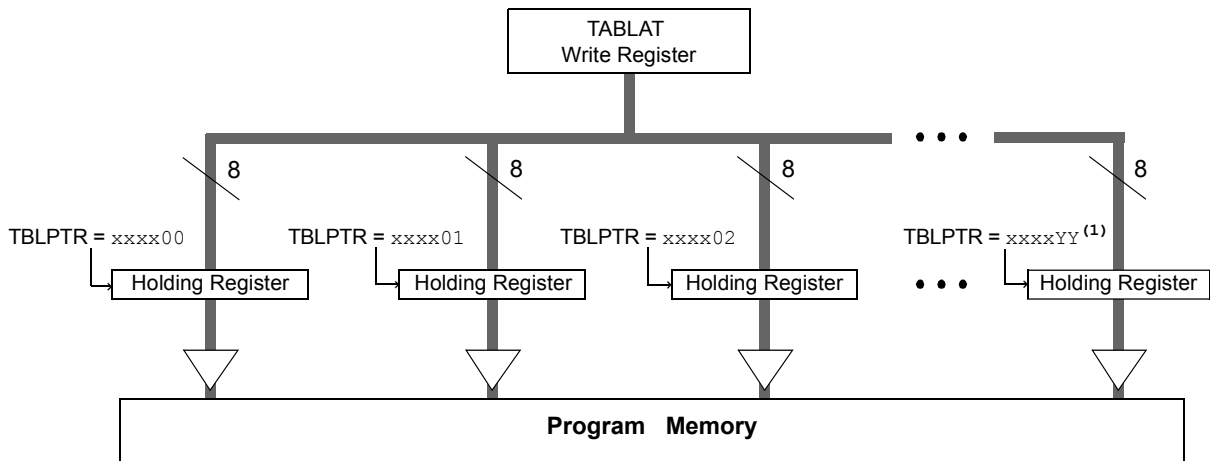 TABLAT
Write Register
8 8 8 8
TBLPTR = xxxx00 TBLPTR = xxxx01 TBLPTR = xxxx02 TBLPTR = xxxxYY(1)
Holding Register Holding Register Holding Register Holding Register
Program Memory